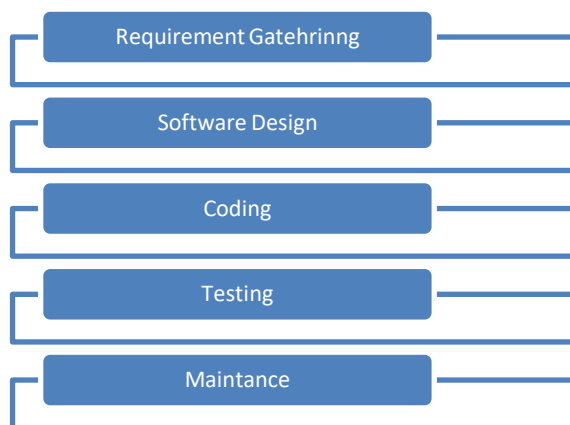 Requirement Gatehrinng
Software Design
Coding
Testing
Maintance